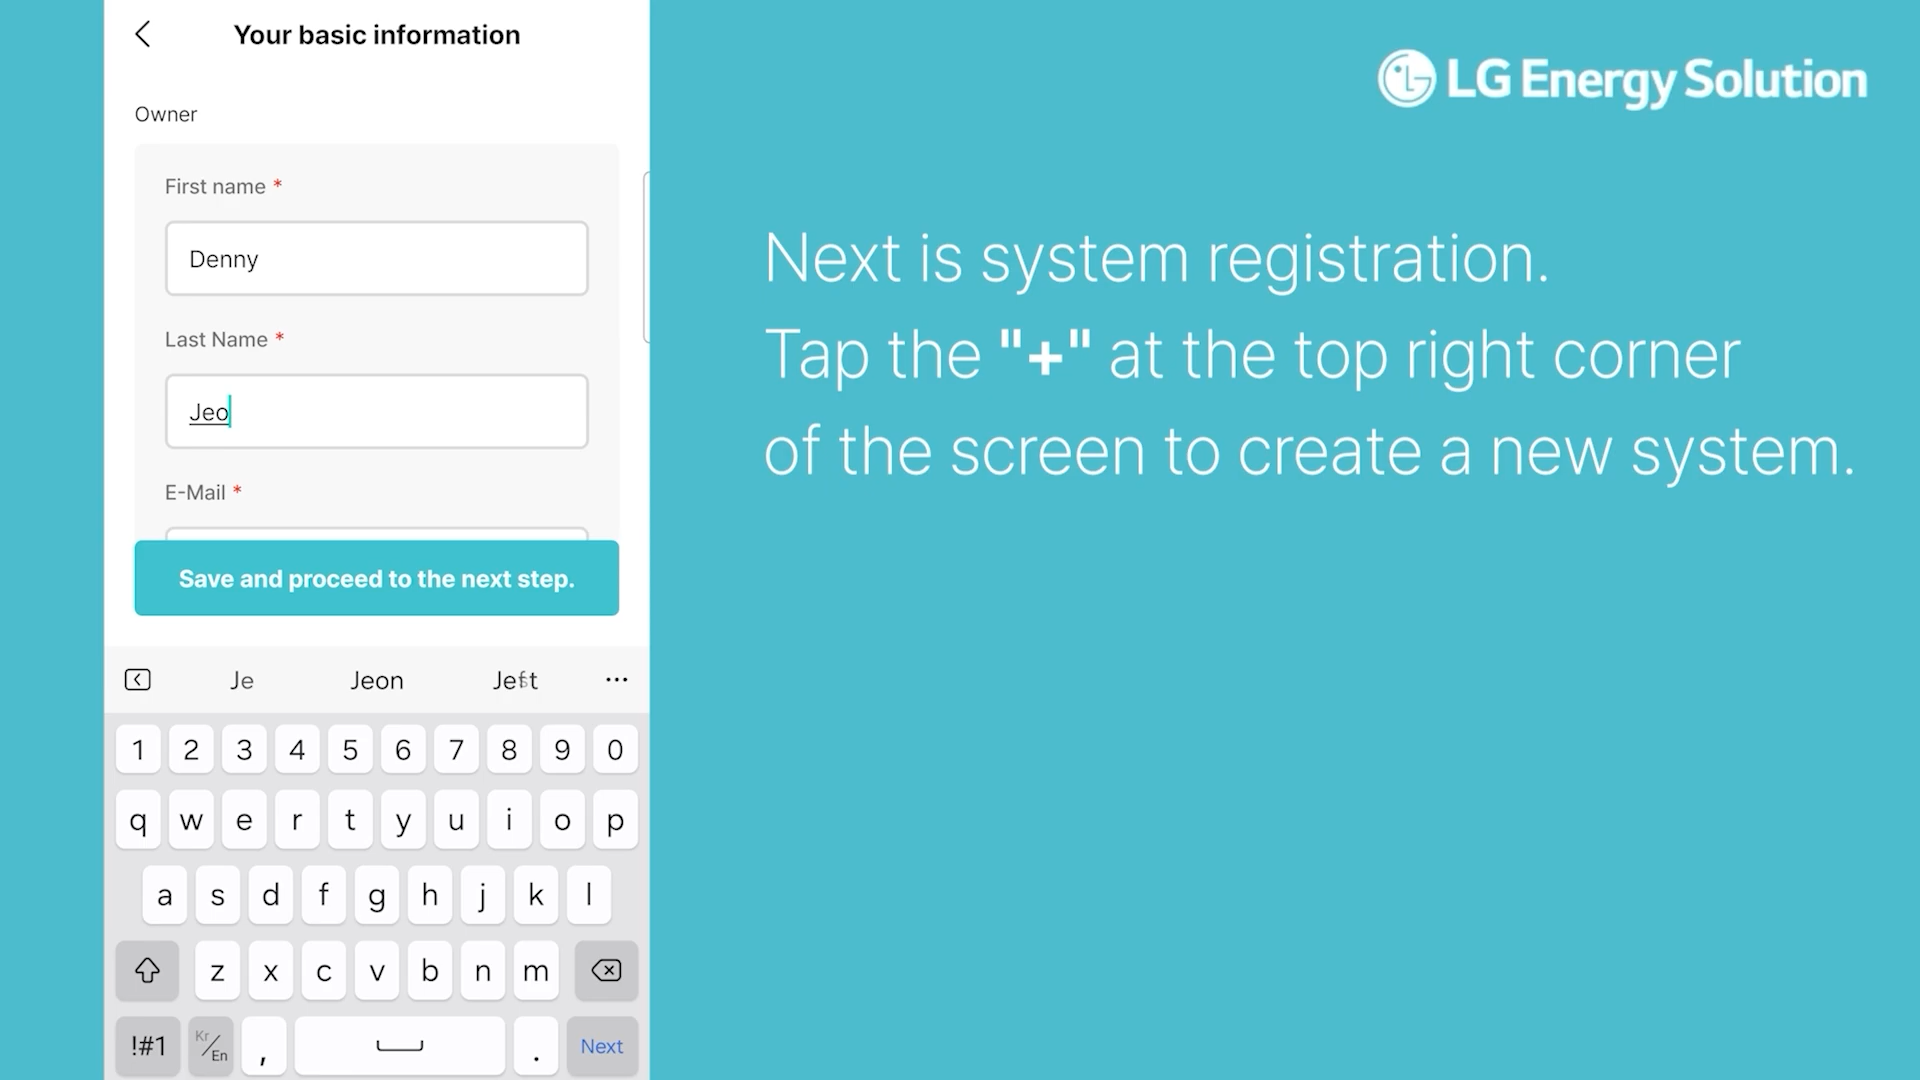 Your basic information
Owner
First name *
Denny
Last Name *
Jeo
E-Mail *
Save and proceed to the next step.
Je Jeon
1 2 3 4 5 6 7 8 9 0
q w e r t y u i o p
a s d f g h j k l
z x c v b n m
!#1 Kr/En , . Next
LG Energy Solution
Next is system registration.
Tap the "+" at the top right corner
of the screen to create a new system.